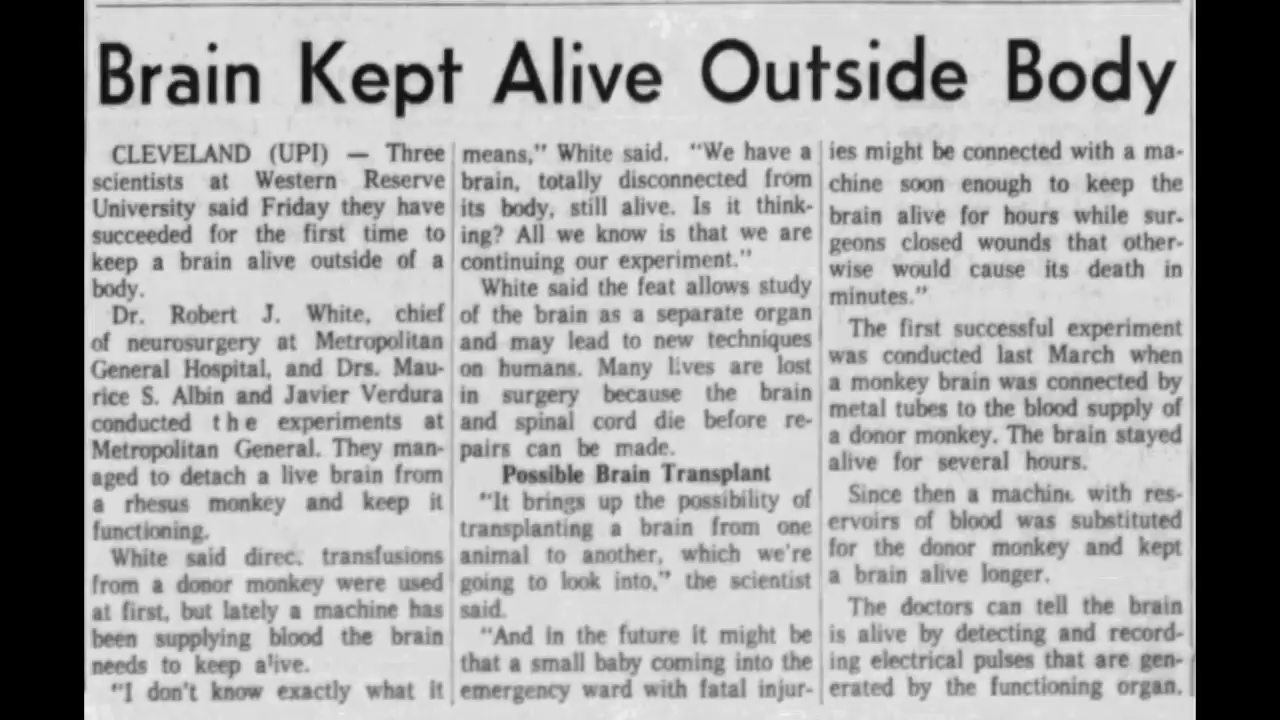 Brain Kept Alive Outside Body
CLEVELAND (UPI) — Three
scientists at Western Reserve
University said Friday they have
succeeded for the first time to
keep a brain alive outside of a
body.
Dr. Robert J. White, chief
of neurosurgery at Metropolitan
General Hospital, and Drs. Mau-
rice S. Albin and Javier Verdura
conducted the experiments at
Metropolitan General. They man-
aged to detach a live brain from
a rhesus monkey and keep it
functioning.
White said direc. transfusions
from a donor monkey were used
at first, but lately a machine has
been supplying blood the brain
needs to keep alive.
"I don't know exactly what it
means," White said. "We have a
brain, totally disconnected from
its body, still alive. Is it think-
ing? All we know is that we are
continuing our experiment."
White said the feat allows study
of the brain as a separate organ
and may lead to new techniques
on humans. Many lives are lost
in surgery because the brain
and spinal cord die before re-
pairs can be made.
Possible Brain Transplant
"It brings up the possibility of
transplanting a brain from one
animal to another, which we're
going to look into," the scientist
said.
"And in the future it might be
that a small baby coming into the
emergency ward with fatal injur-
ies might be connected with a ma-
chine soon enough to keep the
brain alive for hours while sur-
geons closed wounds that other-
wise would cause its death in
minutes."
The first successful experiment
was conducted last March when
a monkey brain was connected by
metal tubes to the blood supply of
a donor monkey. The brain stayed
alive for several hours.
Since then a machine with res-
ervoirs of blood was substituted
for the donor monkey and kept
a brain alive longer.
The doctors can tell the brain
is alive by detecting and record-
ing electrical pulses that are gen-
erated by the functioning organ.